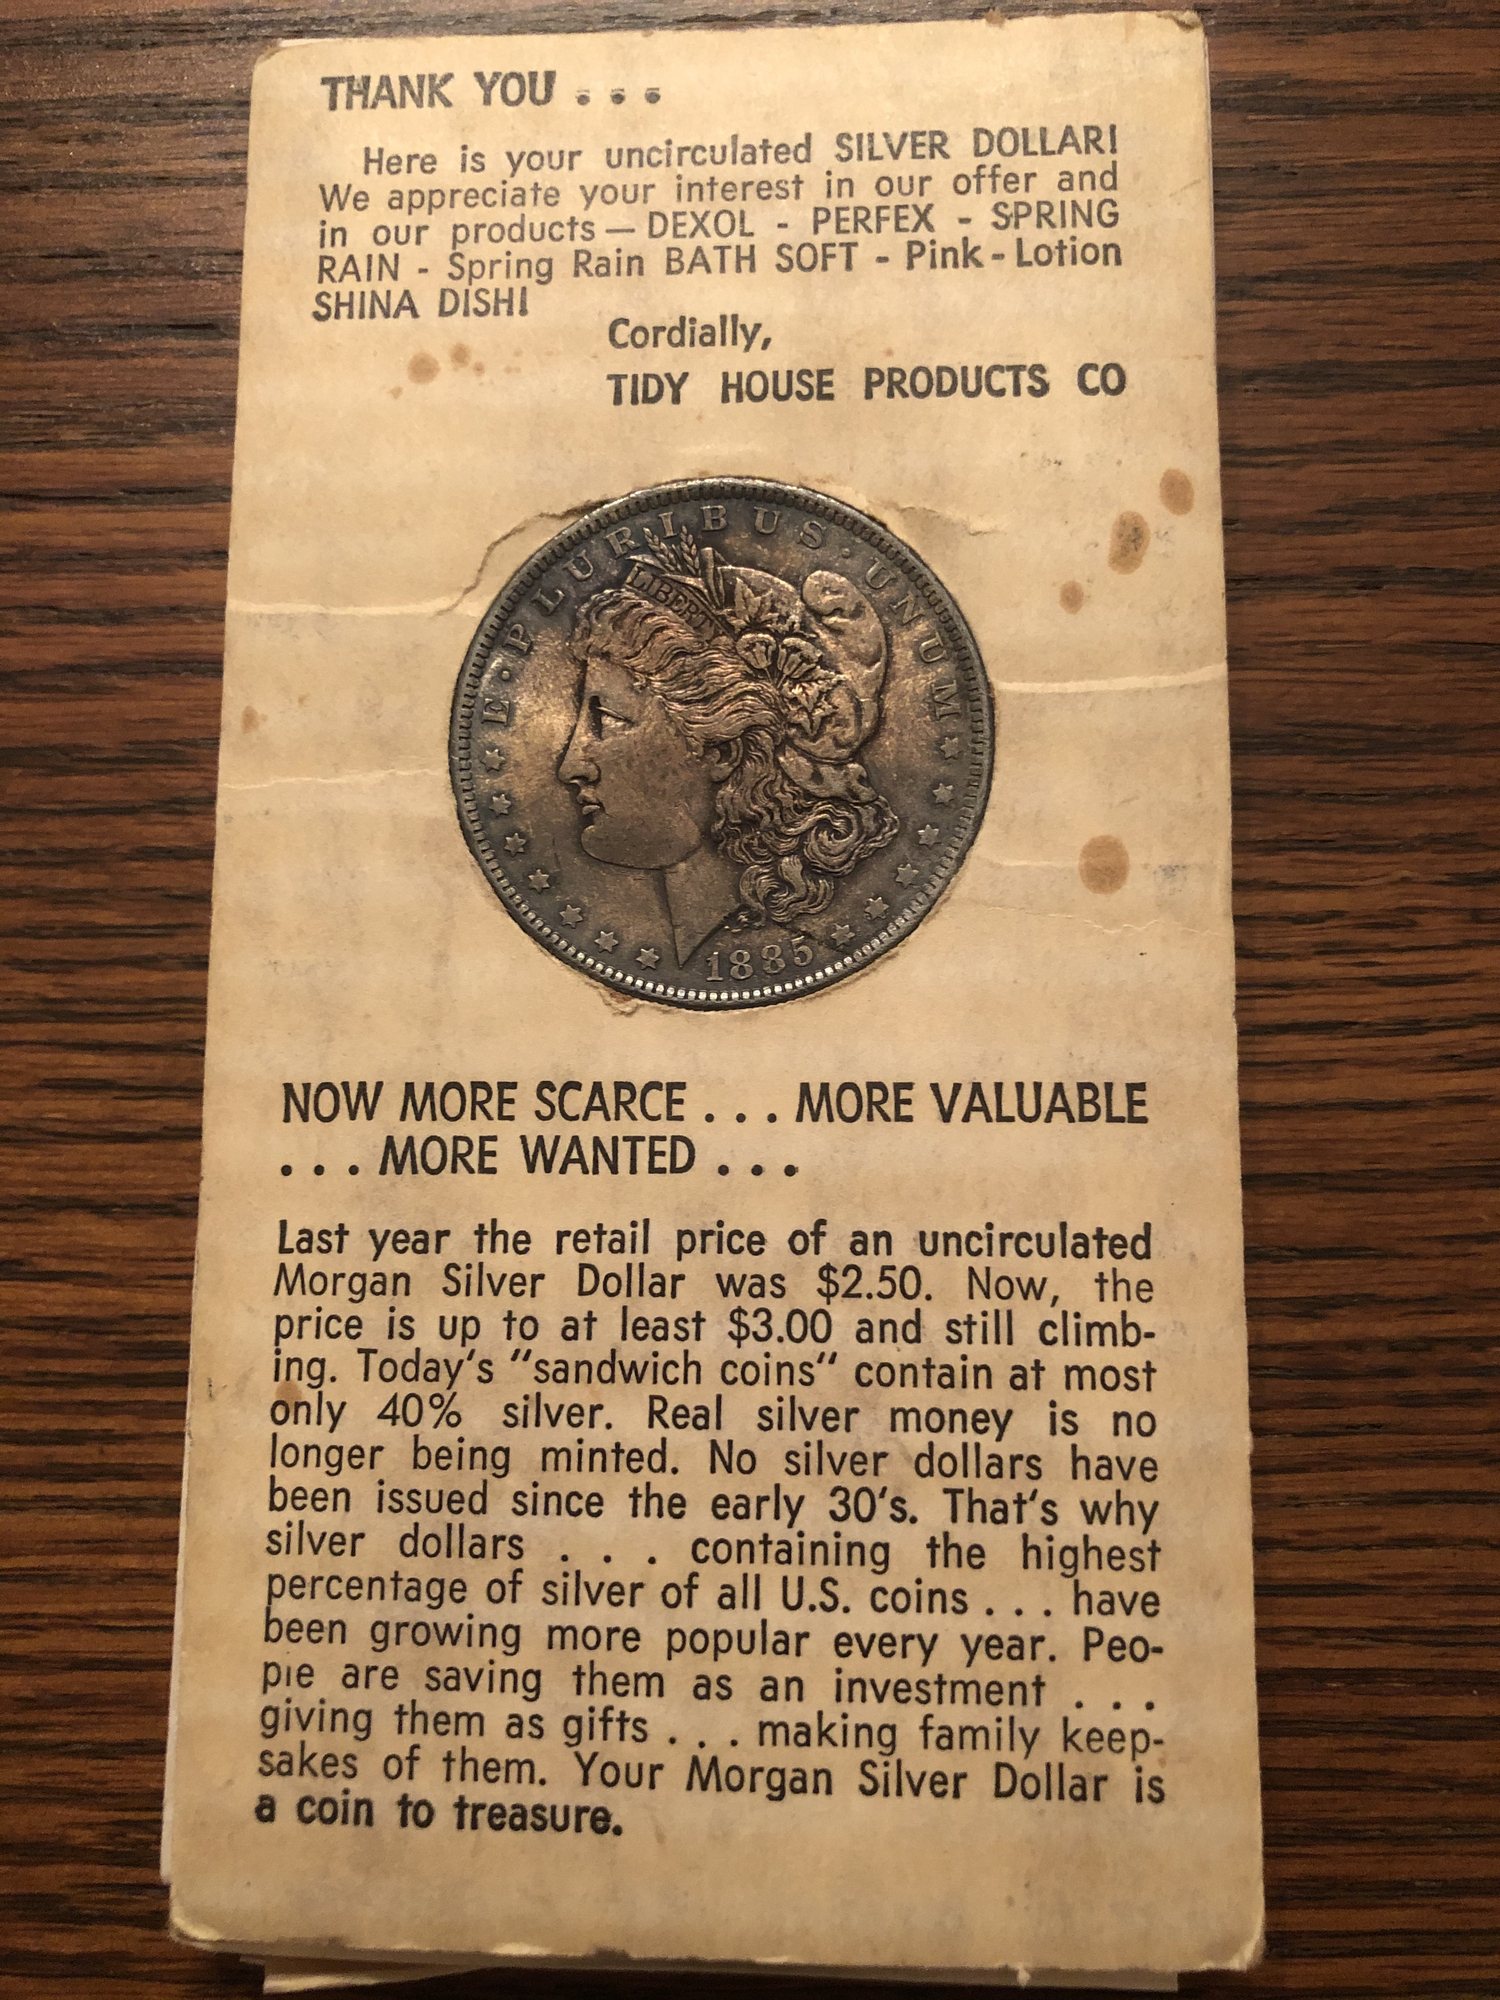 THANK YOU . . .
Here is your uncirculated SILVER DOLLAR!
We appreciate your interest in our offer and
in our products — DEXOL - PERFEX - SPRING
RAIN - Spring Rain BATH SOFT - Pink - Lotion
SHINA DISH!
Cordially,
TIDY HOUSE PRODUCTS CO
E · PLURIBUS · UNUM
LIBERTY
1885
NOW MORE SCARCE . . . MORE VALUABLE
. . . MORE WANTED . . .
Last year the retail price of an uncirculated
Morgan Silver Dollar was $2.50. Now, the
price is up to at least $3.00 and still climb-
ing. Today's "sandwich coins" contain at most
only 40% silver. Real silver money is no
longer being minted. No silver dollars have
been issued since the early 30's. That's why
silver dollars . . . containing the highest
percentage of silver of all U.S. coins . . . have
been growing more popular every year. Peo-
ple are saving them as an investment . . .
giving them as gifts . . . making family keep-
sakes of them. Your Morgan Silver Dollar is
a coin to treasure.